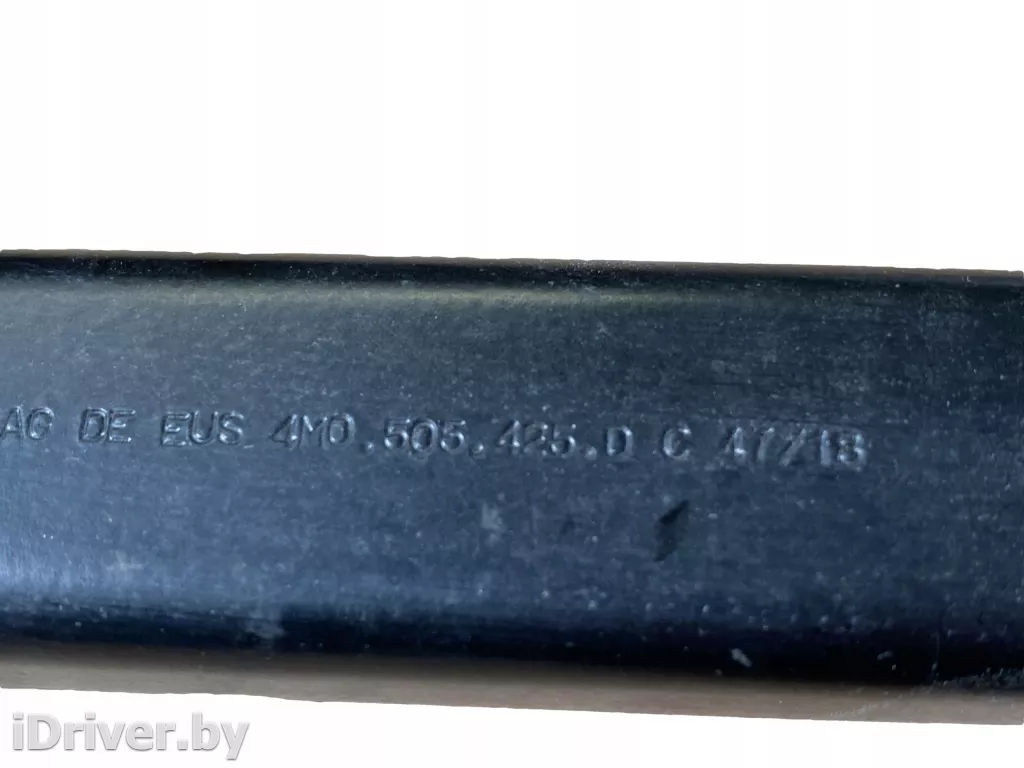 AG DE EUS 4M0.505.425.D C 47/18
iDriver.by